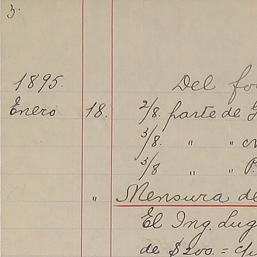 3.
1895. Del fo
Enero 18. 2/8. parte de G
3/8. " "
3/8 " " P.
" Mensura de
El Ing. Lug
de $200. = c/u